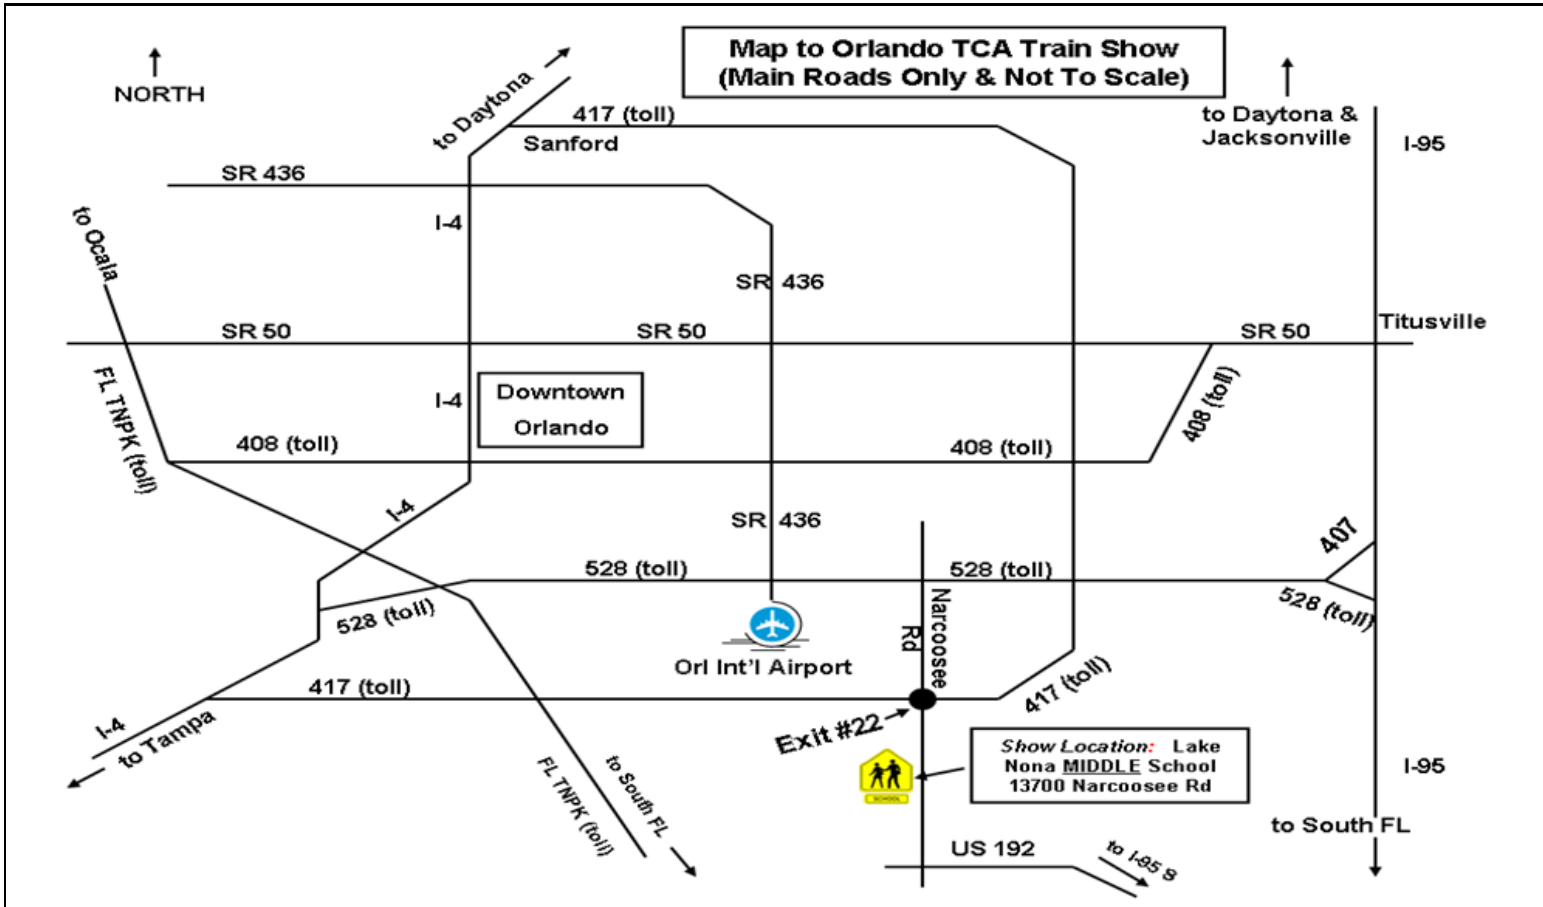 Map to Orlando TCA Train Show
(Main Roads Only & Not To Scale)
NORTH
to Daytona
417 (toll)
Sanford
to Daytona &
Jacksonville
I-95
SR 436
to Ocala
I-4
SR 436
SR 50
SR 50
SR 50
Titusville
FL TNPK (toll)
I-4
Downtown
Orlando
408 (toll)
408 (toll)
408 (toll)
I-4
SR 436
407
528 (toll)
528 (toll)
528 (toll)
528 (toll)
Narcoosee
Rd
Orl Int'l Airport
417 (toll)
417 (toll)
I-4
to Tampa
Exit #22
Show Location: Lake
Nona MIDDLE School
13700 Narcoosee Rd
SCHOOL
FL TNPK (toll)
to South FL
I-95
to South FL
US 192
to I-95 S